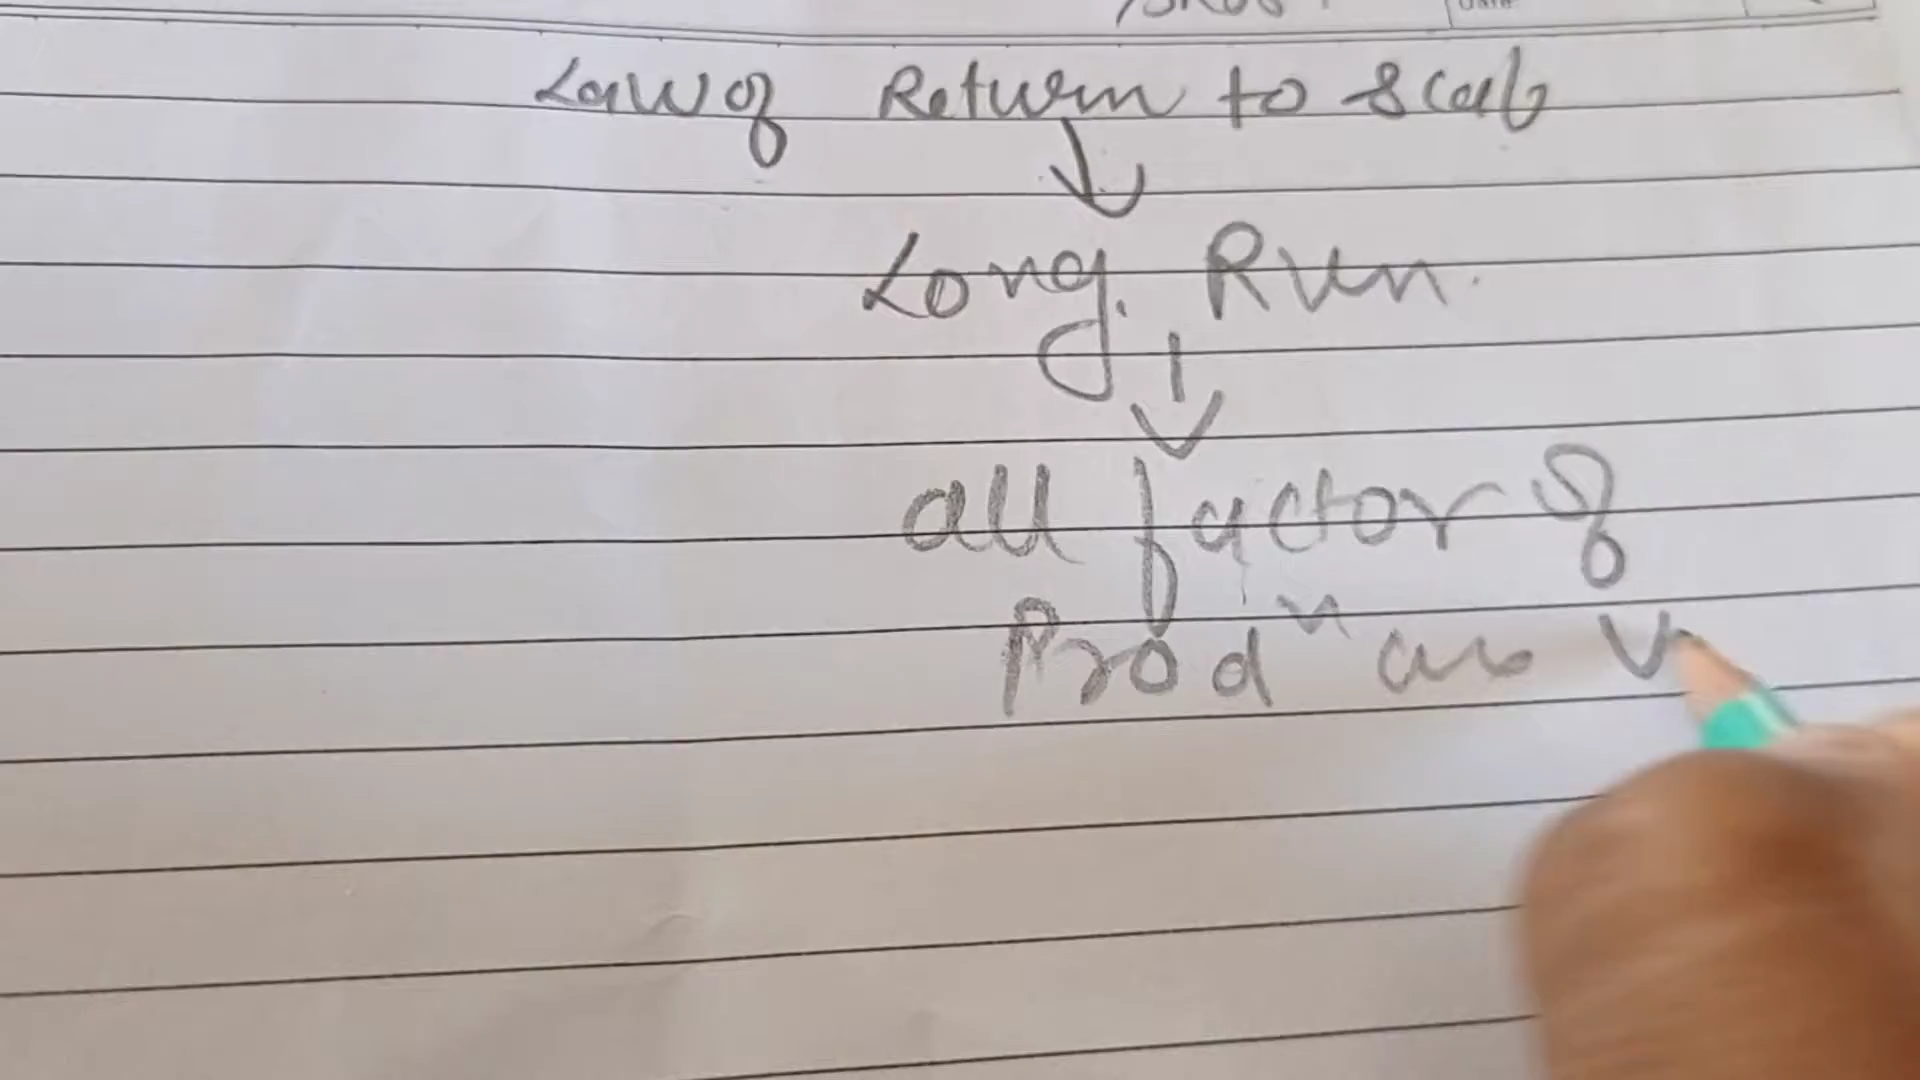 Law of Return to Scale
Long Run.
all factor of
Prodⁿ are V